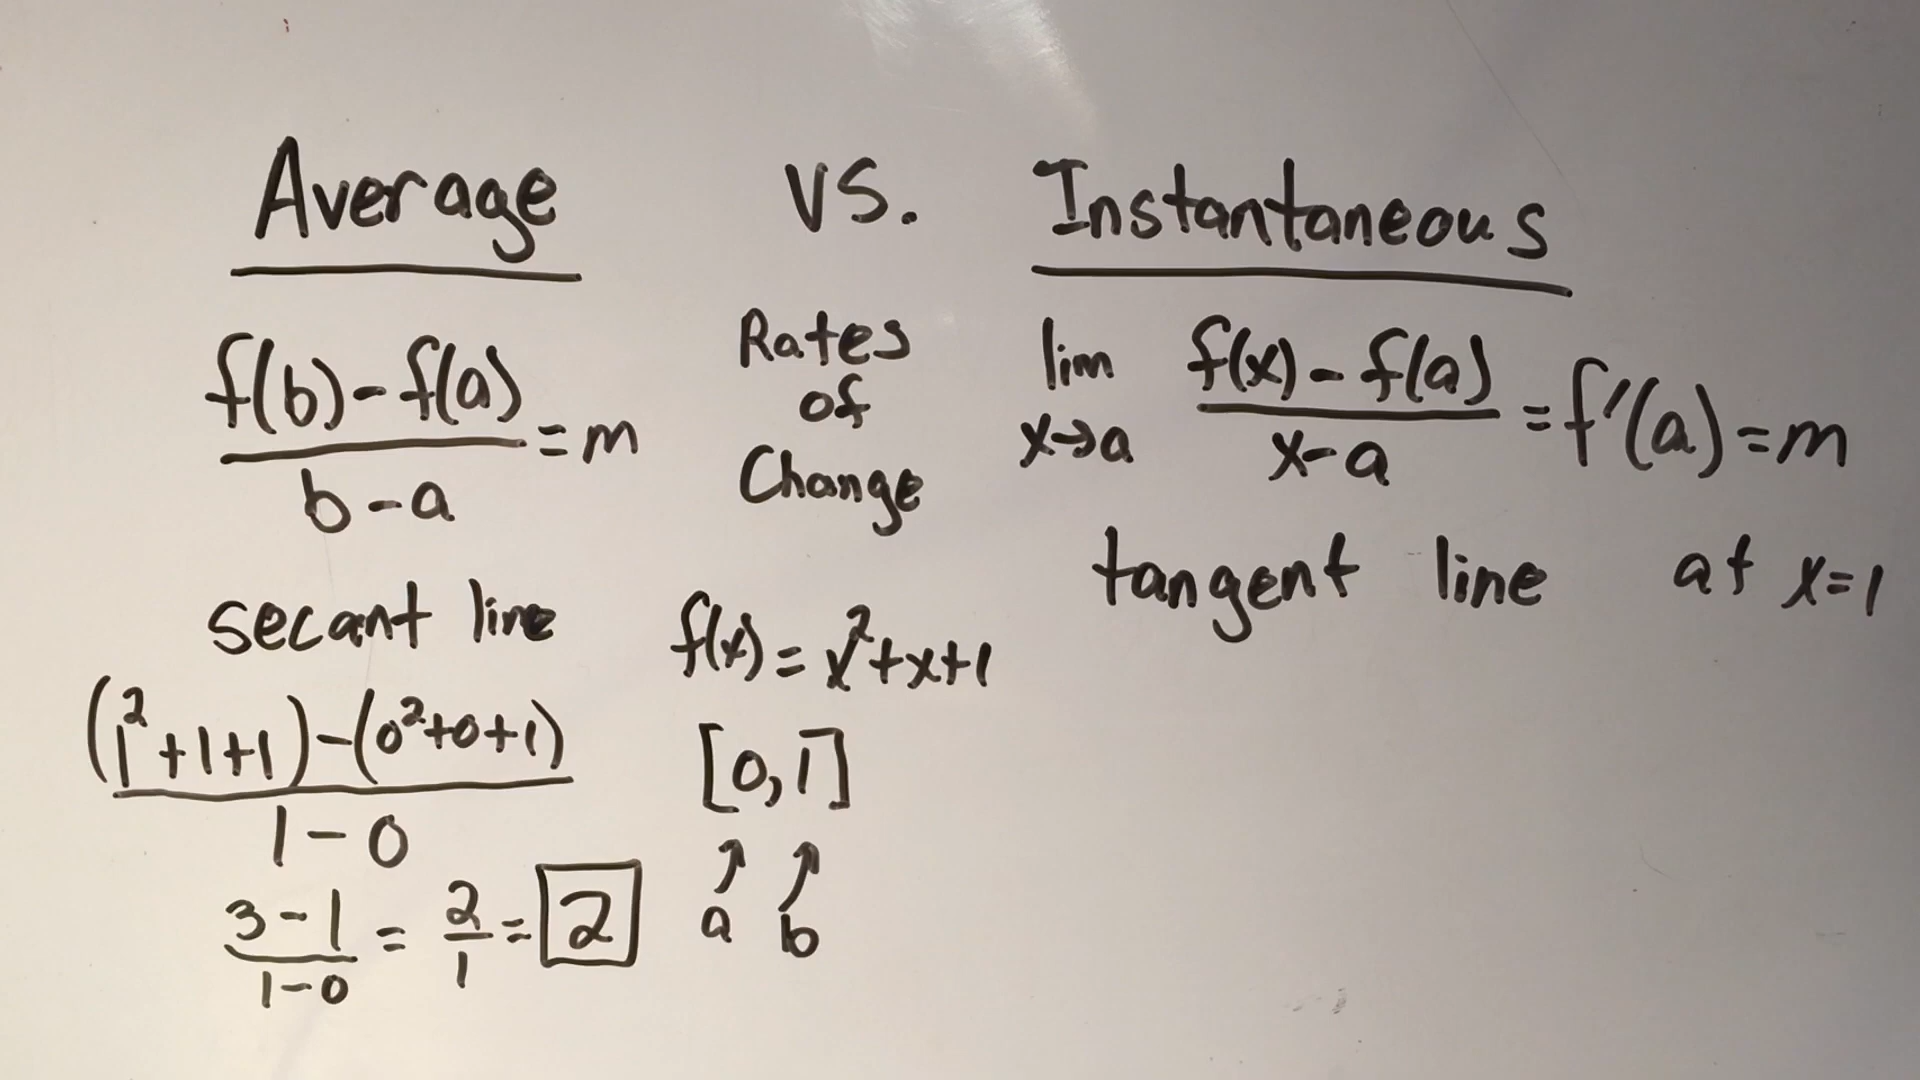 Average vs. Instantaneous
f(b)-f(a)
b-a
=m
Rates
of
Change
lim x→a
f(x)-f(a)
x-a
=f'(a)=m
secant line
tangent line at x=1
f(x)=x²+x+1
(1²+1+1)-(0²+0+1)
1-0
[0,1]
a b
3-1
1-0
=
2
1
=2